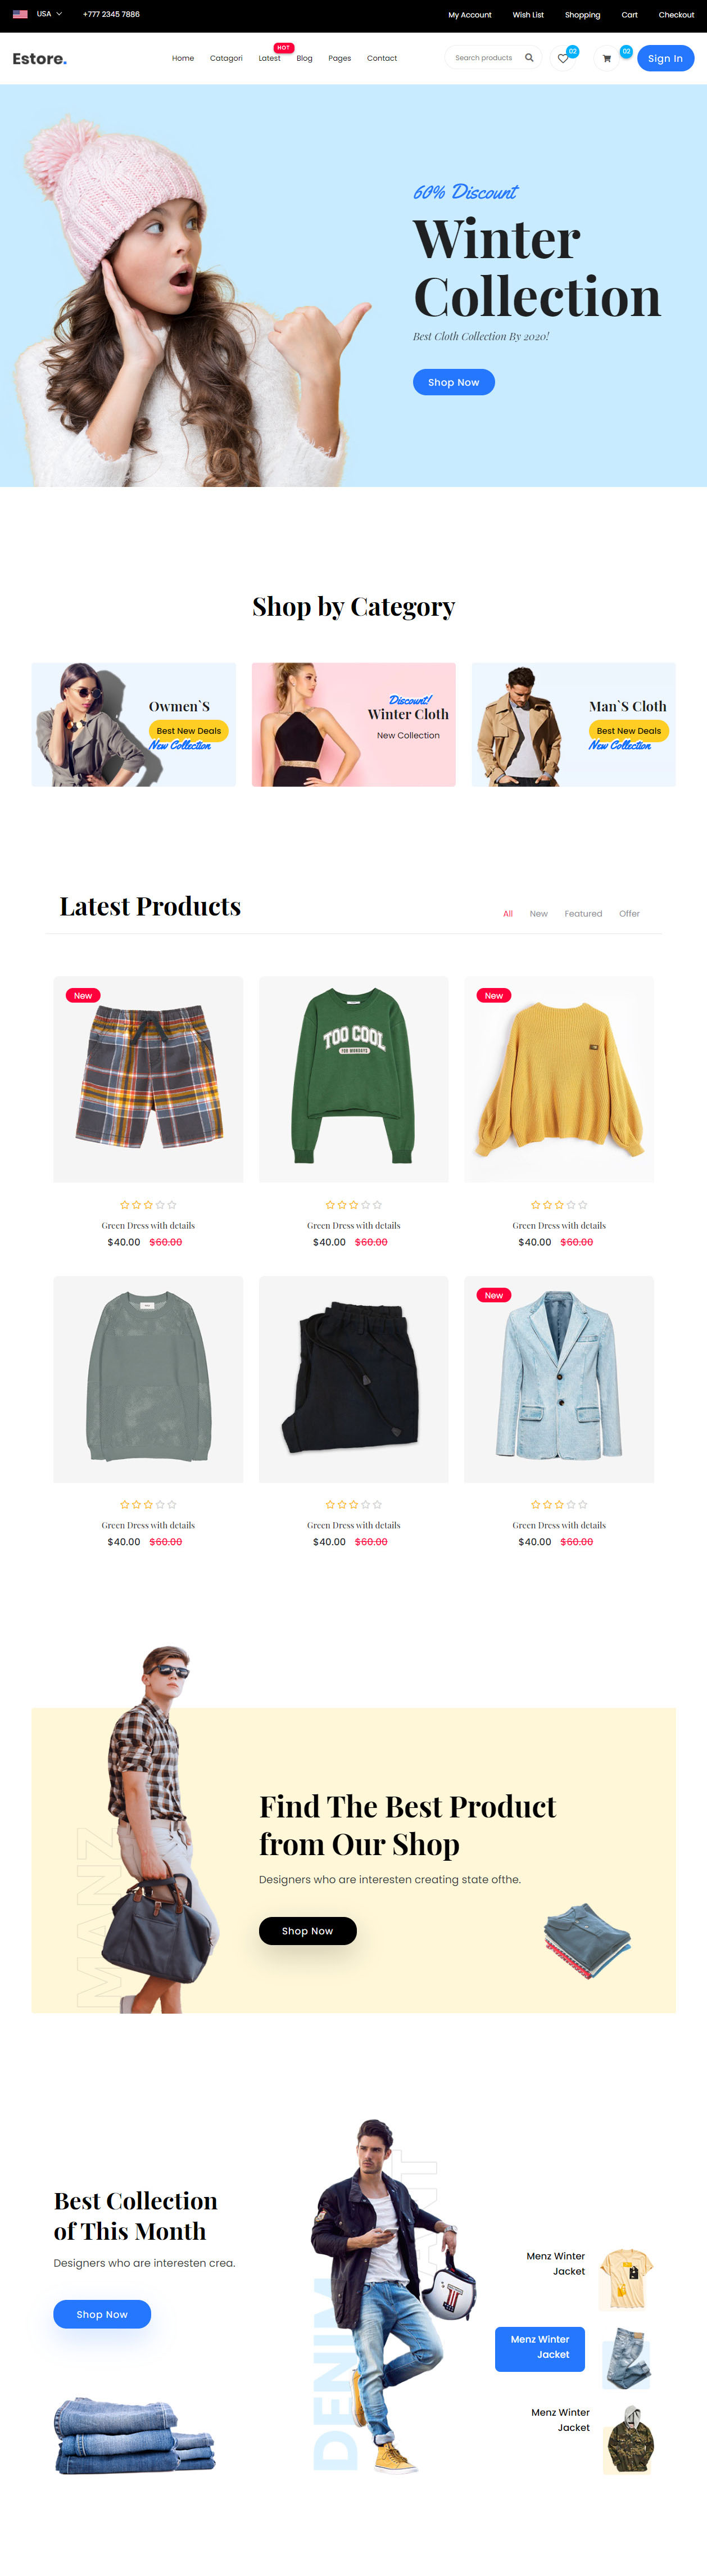 USA +777 2345 7886 My Account Wish List Shopping Cart Checkout
HOT
Estore. Home Catagori Latest Blog Pages Contact Search products 02 02 Sign In
60% Discount
Winter
Collection
Best Cloth Collection By 2020!
Shop Now
Shop by Category
Owmen`S
Best New Deals
New Collection
Discount!
Winter Cloth
New Collection
Man`S Cloth
Best New Deals
New Collection
Latest Products
All New Featured Offer
New
TOO COOL
FOR MONDAYS
New
Green Dress with details
$40.00 $60.00
Green Dress with details
$40.00 $60.00
Green Dress with details
$40.00 $60.00
New
Green Dress with details
$40.00 $60.00
Green Dress with details
$40.00 $60.00
Green Dress with details
$40.00 $60.00
MANZ
Find The Best Product
from Our Shop
Designers who are interesten creating state ofthe.
Shop Now
Best Collection
of This Month
Designers who are interesten crea.
Shop Now
DENIM
Menz Winter
Jacket
Menz Winter
Jacket
Menz Winter
Jacket